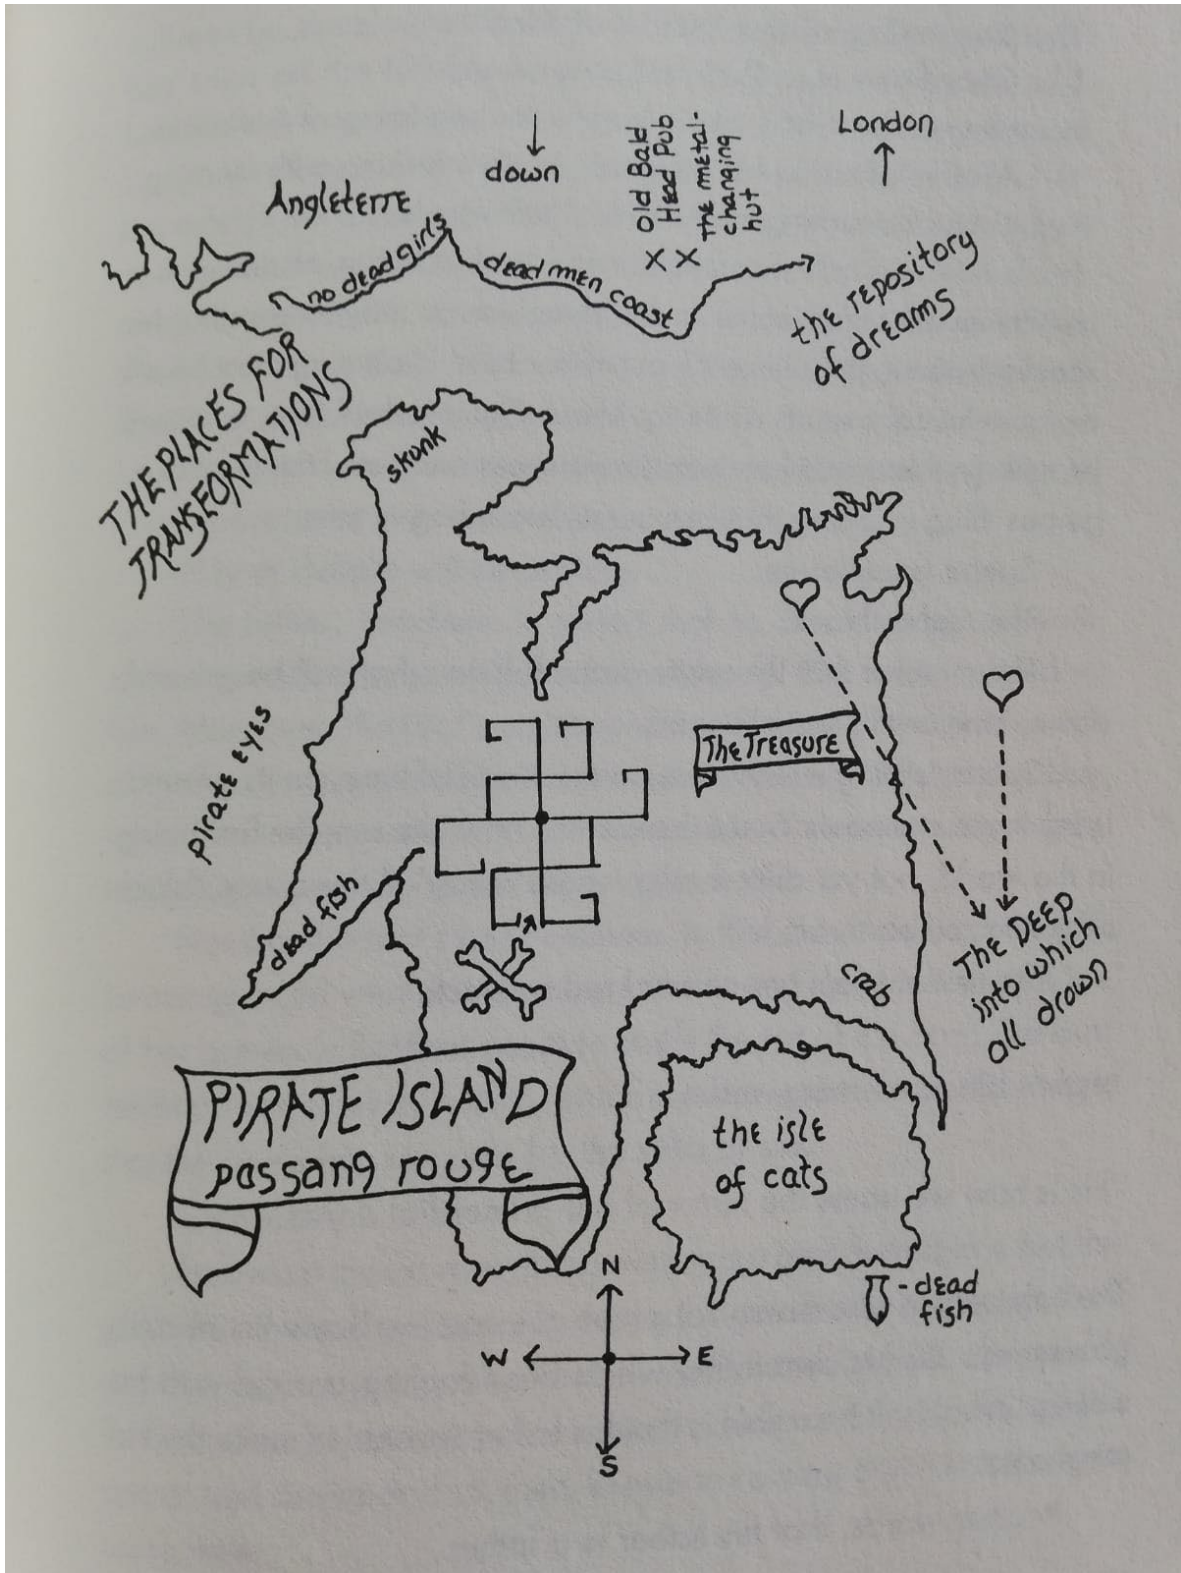 London
down
Old Bald
Head Pub
the metal-
changing
hut
Angleterre
X X
no dead girls
dead men coast
the repository
of dreams
THE PLACES FOR
TRANSFORMATIONS
skunk
pirate eyes
The Treasure
dead fish
crab
The Deep
into which
all drown
PIRATE ISLAND
passang rouge
the isle
of cats
- dead
fish
N
W E
S